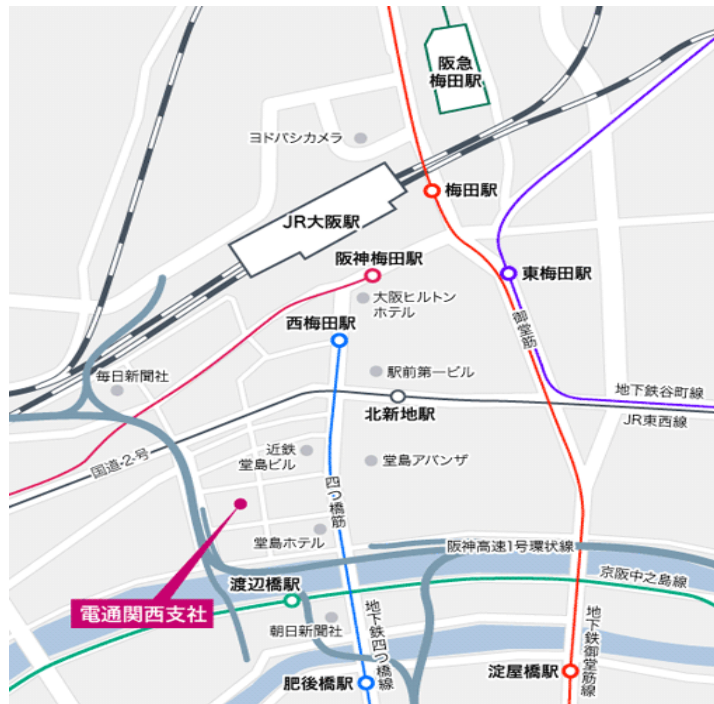 阪急
梅田駅
ヨドバシカメラ
梅田駅
JR大阪駅
阪神梅田駅
東梅田駅
大阪ヒルトン
ホテル
西梅田駅
御堂筋
駅前第一ビル
毎日新聞社
地下鉄谷町線
北新地駅
JR東西線
国道-2-号
近鉄
堂島ビル
堂島アバンザ
四つ橋筋
堂島ホテル
阪神高速1号環状線
渡辺橋駅
京阪中之島線
電通関西支社
朝日新聞社
地下鉄四つ橋線
地下鉄御堂筋線
肥後橋駅
淀屋橋駅